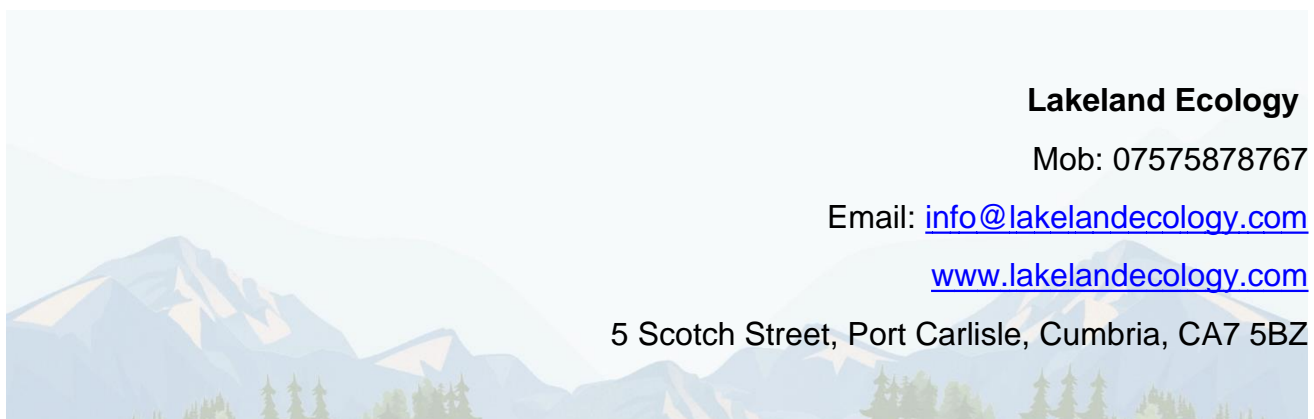 Lakeland Ecology
Mob: 07575878767
Email: info@lakelandecology.com
www.lakelandecology.com
5 Scotch Street, Port Carlisle, Cumbria, CA7 5BZ